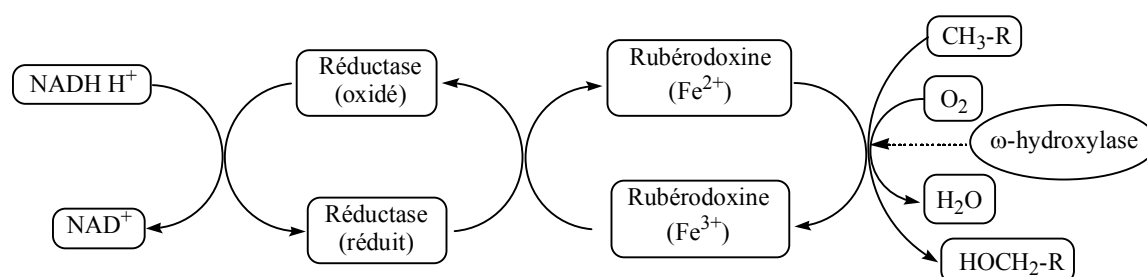 NADH H⁺
NAD⁺
Réductase
(oxidé)
Réductase
(réduit)
Rubérodoxine
(Fe²⁺)
Rubérodoxine
(Fe³⁺)
CH₃-R
O₂
ω-hydroxylase
H₂O
HOCH₂-R